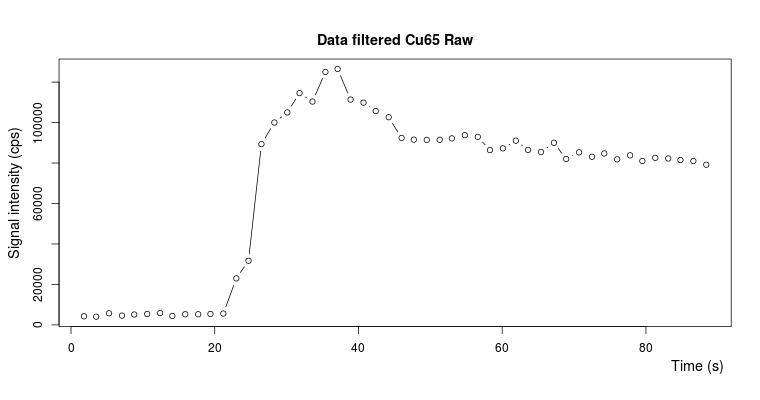 Data filtered Cu65 Raw
Signal intensity (cps)
100000
60000
20000
0
0 20 40 60 80
Time (s)